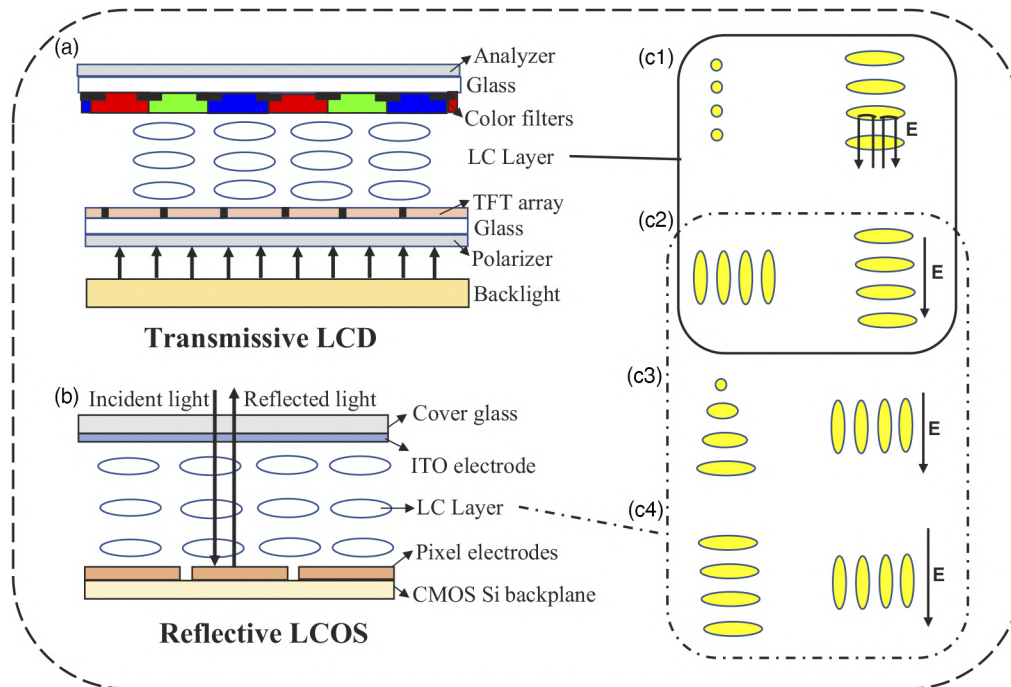 (a)
Analyzer
Glass
Color filters
LC Layer
TFT array
Glass
Polarizer
Backlight
Transmissive LCD
(b)
Incident light
Reflected light
Cover glass
ITO electrode
LC Layer
Pixel electrodes
CMOS Si backplane
Reflective LCOS
(c1)
E
(c2)
E
(c3)
E
(c4)
E